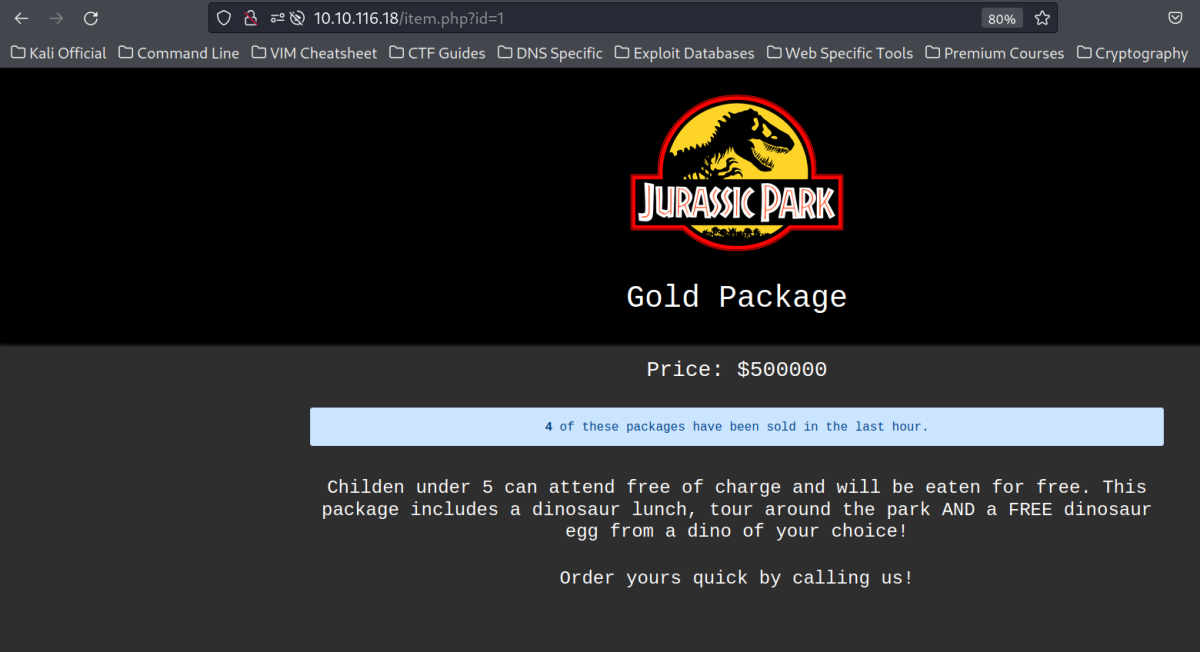 10.10.116.18/item.php?id=1
80%
Kali Official Command Line VIM Cheatsheet CTF Guides DNS Specific Exploit Databases Web Specific Tools Premium Courses Cryptography
JURASSIC PARK
Gold Package
Price: $500000
4 of these packages have been sold in the last hour.
Childen under 5 can attend free of charge and will be eaten for free. This
package includes a dinosaur lunch, tour around the park AND a FREE dinosaur
egg from a dino of your choice!
Order yours quick by calling us!